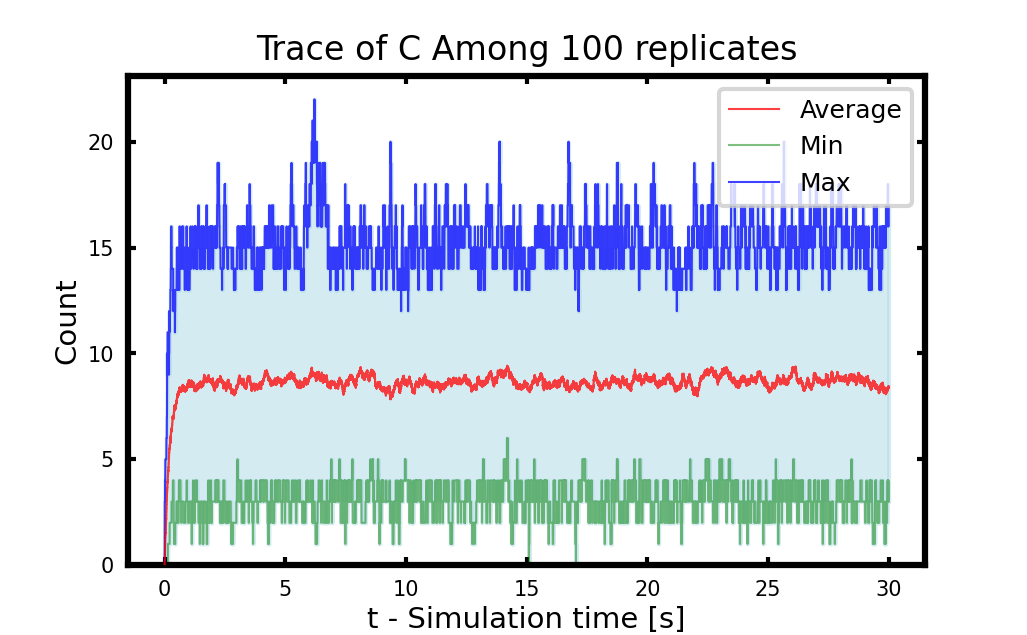 Trace of C Among 100 replicates
Average
Min
Max
Count
20
15
10
5
0
0 5 10 15 20 25 30
t - Simulation time [s]